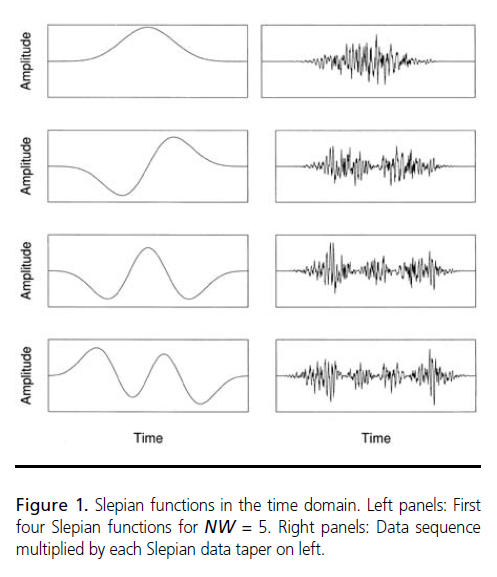 Amplitude
Amplitude
Amplitude
Amplitude
Time
Time
Figure 1. Slepian functions in the time domain. Left panels: First
four Slepian functions for NW = 5. Right panels: Data sequence
multiplied by each Slepian data taper on left.